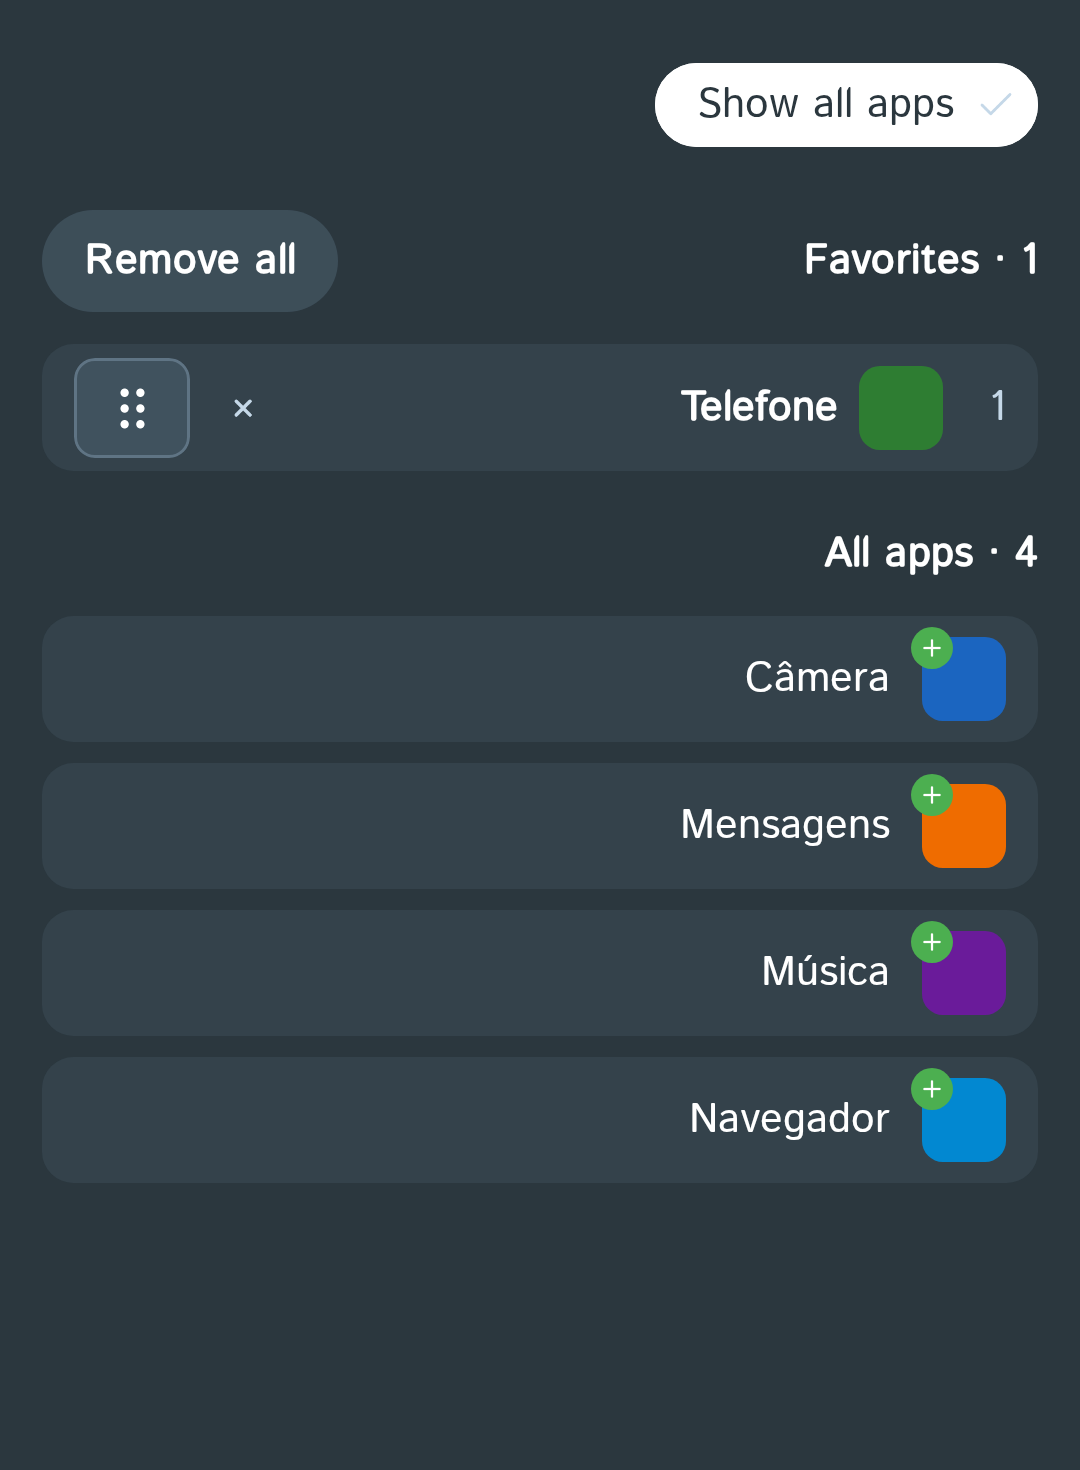 Show all apps
Remove all
Favorites · 1
Telefone 1
All apps · 4
Câmera
Mensagens
Música
Navegador